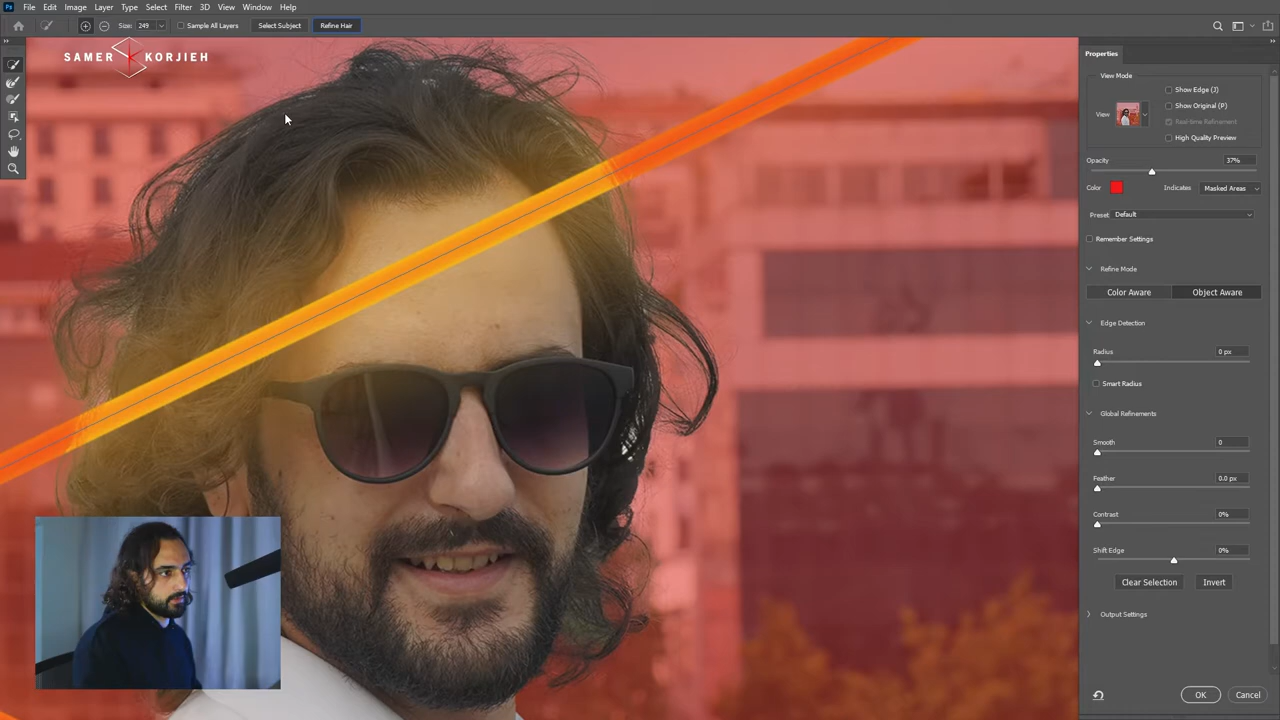 Ps File Edit Image Layer Type Select Filter 3D View Window Help
Size: 249 Sample All Layers Select Subject Refine Hair
SAMER KORJIEH
Properties
View Mode
Show Edge (J)
Show Original (P)
View
Real-time Refinement
High Quality Preview
Opacity 37%
Color Indicates Masked Areas
Preset Default
Remember Settings
Refine Mode
Color Aware Object Aware
Edge Detection
Radius 0 px
Smart Radius
Global Refinements
Smooth 0
Feather 0.0 px
Contrast 0%
Shift Edge 0%
Clear Selection Invert
Output Settings
OK Cancel